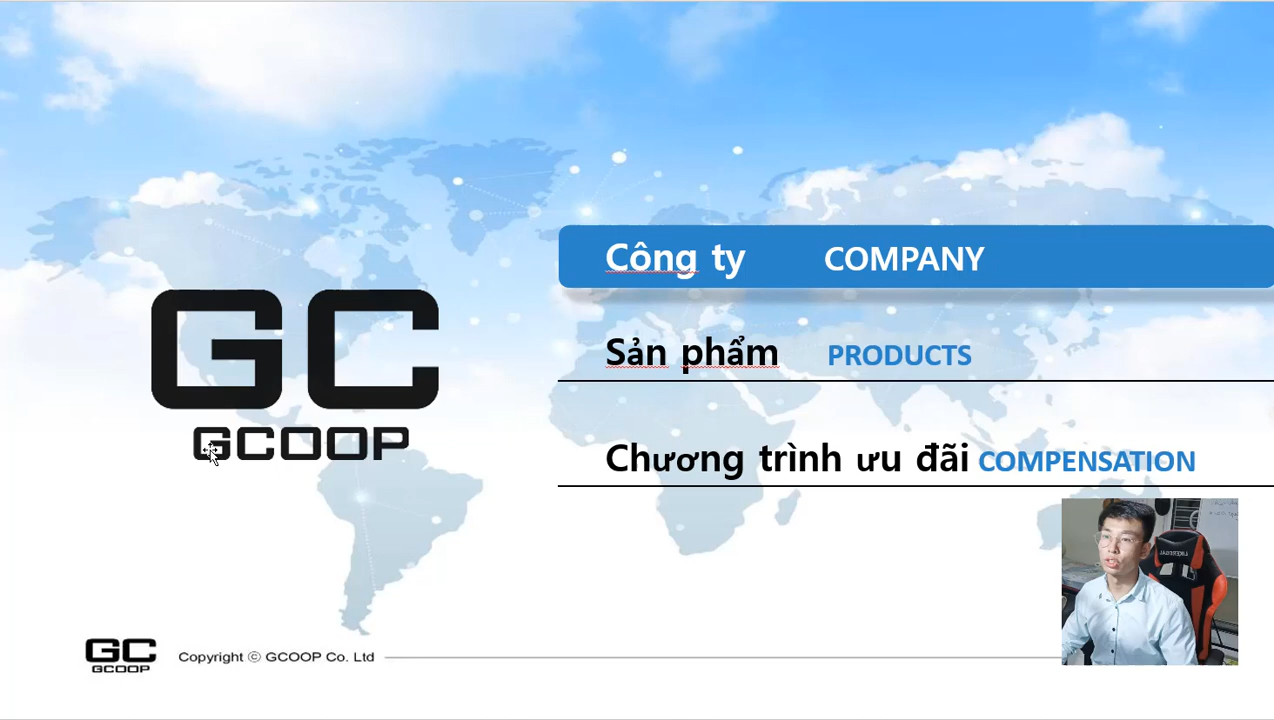 Công ty COMPANY
GC
GCOOP
Sản phẩm PRODUCTS
Chương trình ưu đãi COMPENSATION
GC
GCOOP
Copyright ⓒ GCOOP Co. Ltd